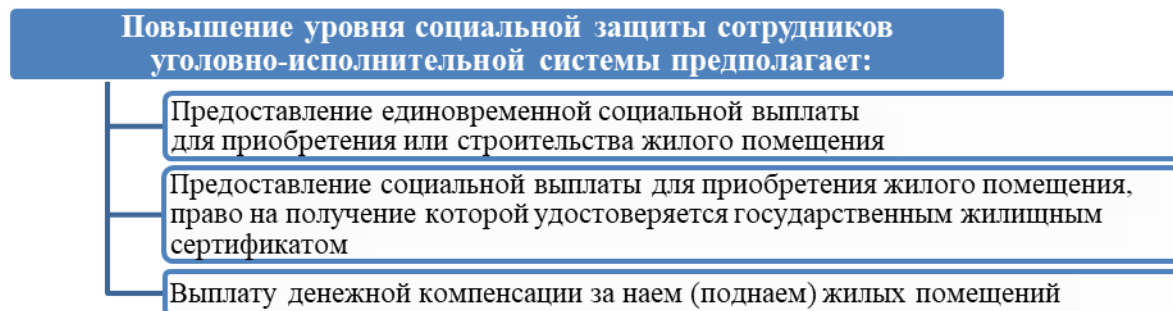 Повышение уровня социальной защиты сотрудников
уголовно-исполнительной системы предполагает:
Предоставление единовременной социальной выплаты
для приобретения или строительства жилого помещения
Предоставление социальной выплаты для приобретения жилого помещения,
право на получение которой удостоверяется государственным жилищным
сертификатом
Выплату денежной компенсации за наем (поднаем) жилых помещений